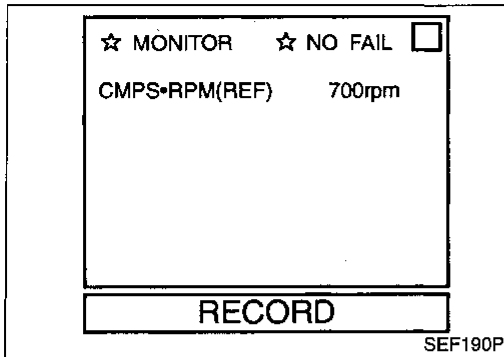 ☆ MONITOR ☆ NO FAIL
CMPS•RPM(REF) 700rpm
RECORD
SEF190P